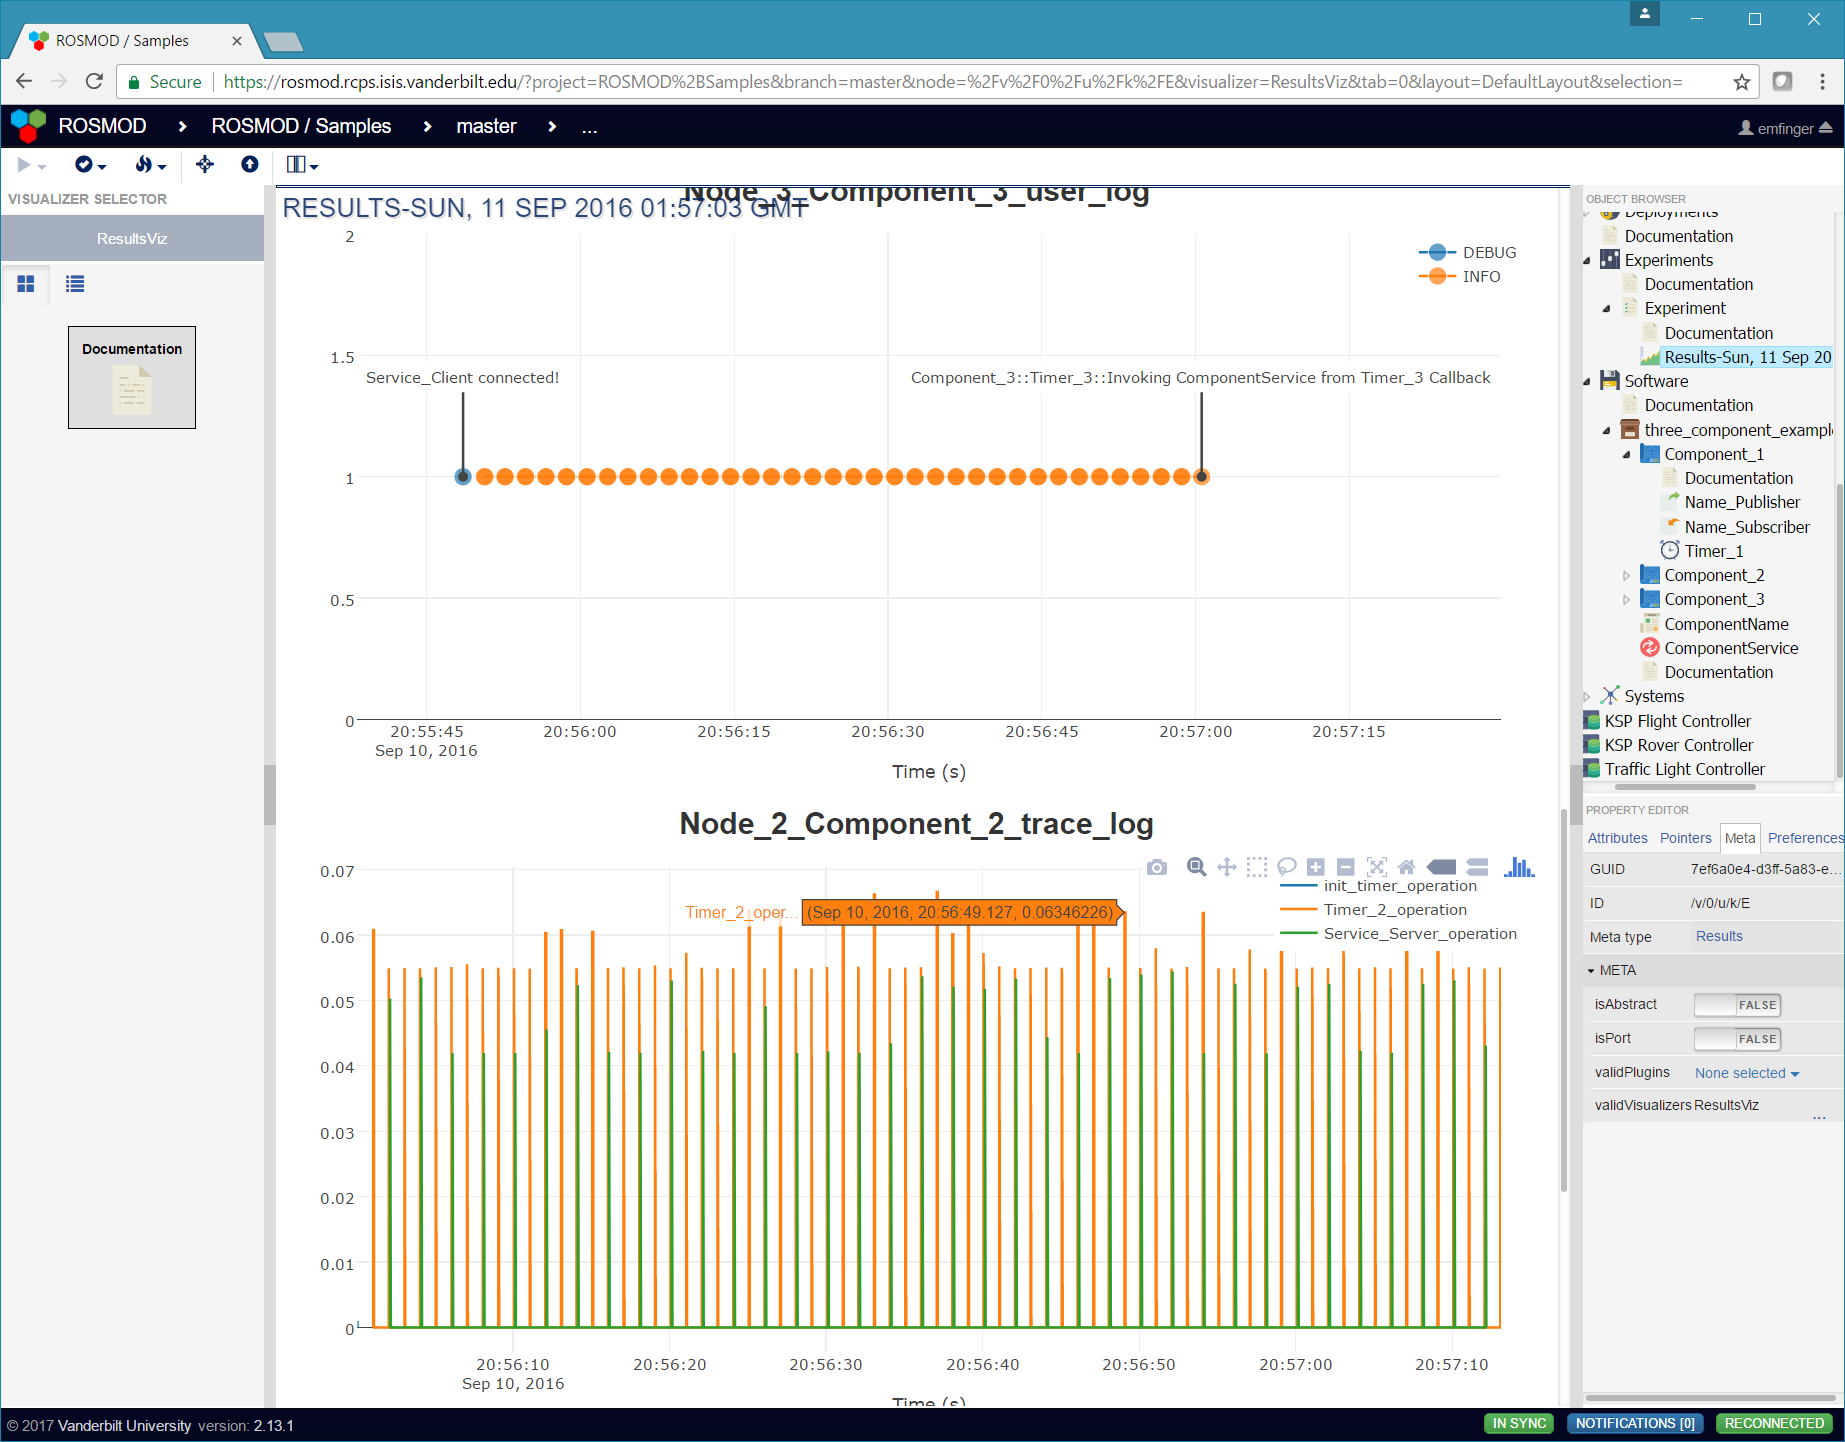 ROSMOD / Samples
Secure | https://rosmod.rcps.isis.vanderbilt.edu/?project=ROSMOD%2BSamples&branch=master&node=%2Fv%2F0%2Fu%2Fk%2FE&visualizer=ResultsViz&tab=0&layout=DefaultLayout&selection=
ROSMOD > ROSMOD / Samples > master > ...
emfinger
VISUALIZER SELECTOR
ResultsViz
Documentation
Node_3_Component_3_user_log
RESULTS-SUN, 11 SEP 2016 01:57:03 GMT
2
1.5
1
0.5
0
DEBUG
INFO
Service_Client connected!
Component_3::Timer_3::Invoking ComponentService from Timer_3 Callback
20:55:45 20:56:00 20:56:15 20:56:30 20:56:45 20:57:00 20:57:15
Sep 10, 2016
Time (s)
Node_2_Component_2_trace_log
0.07
0.06
0.05
0.04
0.03
0.02
0.01
0
init_timer_operation
Timer_2_operation
Service_Server_operation
Timer_2_oper... (Sep 10, 2016, 20:56:49.127, 0.06346226)
20:56:10 20:56:20 20:56:30 20:56:40 20:56:50 20:57:00 20:57:10
Sep 10, 2016
Time (s)
OBJECT BROWSER
Deployments
Documentation
Experiments
Documentation
Experiment
Documentation
Results-Sun, 11 Sep 20
Software
Documentation
three_component_exampl
Component_1
Documentation
Name_Publisher
Name_Subscriber
Timer_1
Component_2
Component_3
ComponentName
ComponentService
Documentation
Systems
KSP Flight Controller
KSP Rover Controller
Traffic Light Controller
PROPERTY EDITOR
Attributes Pointers Meta Preferences
GUID 7ef6a0e4-d3ff-5a83-e...
ID /v/0/u/k/E
Meta type Results
META
isAbstract FALSE
isPort FALSE
validPlugins None selected
validVisualizers ResultsViz ...
© 2017 Vanderbilt University version: 2.13.1
IN SYNC NOTIFICATIONS [0] RECONNECTED